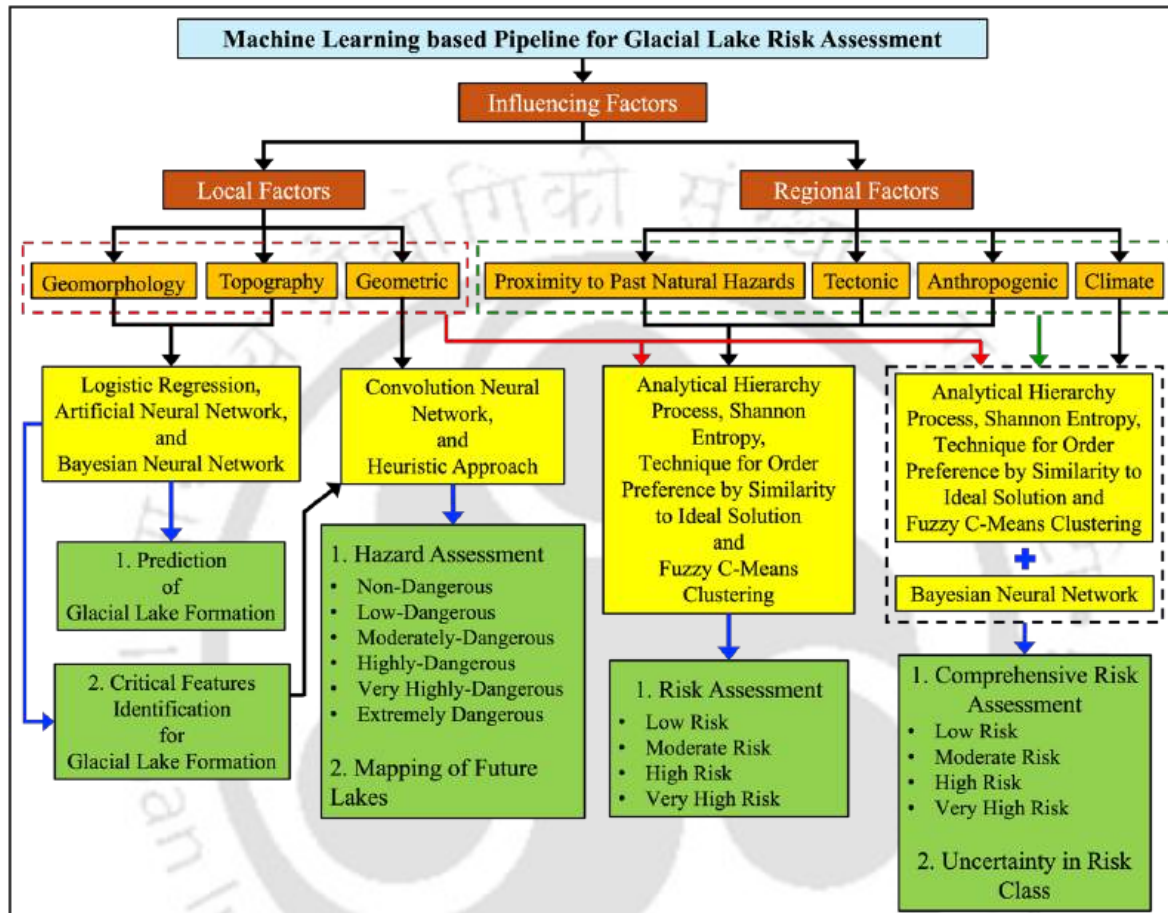 Machine Learning based Pipeline for Glacial Lake Risk Assessment
Influencing Factors
Local Factors
Regional Factors
Geomorphology
Topography
Geometric
Proximity to Past Natural Hazards
Tectonic
Anthropogenic
Climate
Logistic Regression,
Artificial Neural Network,
and
Bayesian Neural Network
Convolution Neural
Network,
and
Heuristic Approach
Analytical Hierarchy
Process, Shannon
Entropy,
Technique for Order
Preference by Similarity
to Ideal Solution
and
Fuzzy C-Means
Clustering
Analytical Hierarchy
Process, Shannon Entropy,
Technique for Order
Preference by Similarity to
Ideal Solution and
Fuzzy C-Means Clustering
+
Bayesian Neural Network
1. Prediction
of
Glacial Lake Formation
2. Critical Features
Identification
for
Glacial Lake Formation
1. Hazard Assessment
• Non-Dangerous
• Low-Dangerous
• Moderately-Dangerous
• Highly-Dangerous
• Very Highly-Dangerous
• Extremely Dangerous
2. Mapping of Future
Lakes
1. Risk Assessment
• Low Risk
• Moderate Risk
• High Risk
• Very High Risk
1. Comprehensive Risk
Assessment
• Low Risk
• Moderate Risk
• High Risk
• Very High Risk
2. Uncertainty in Risk
Class